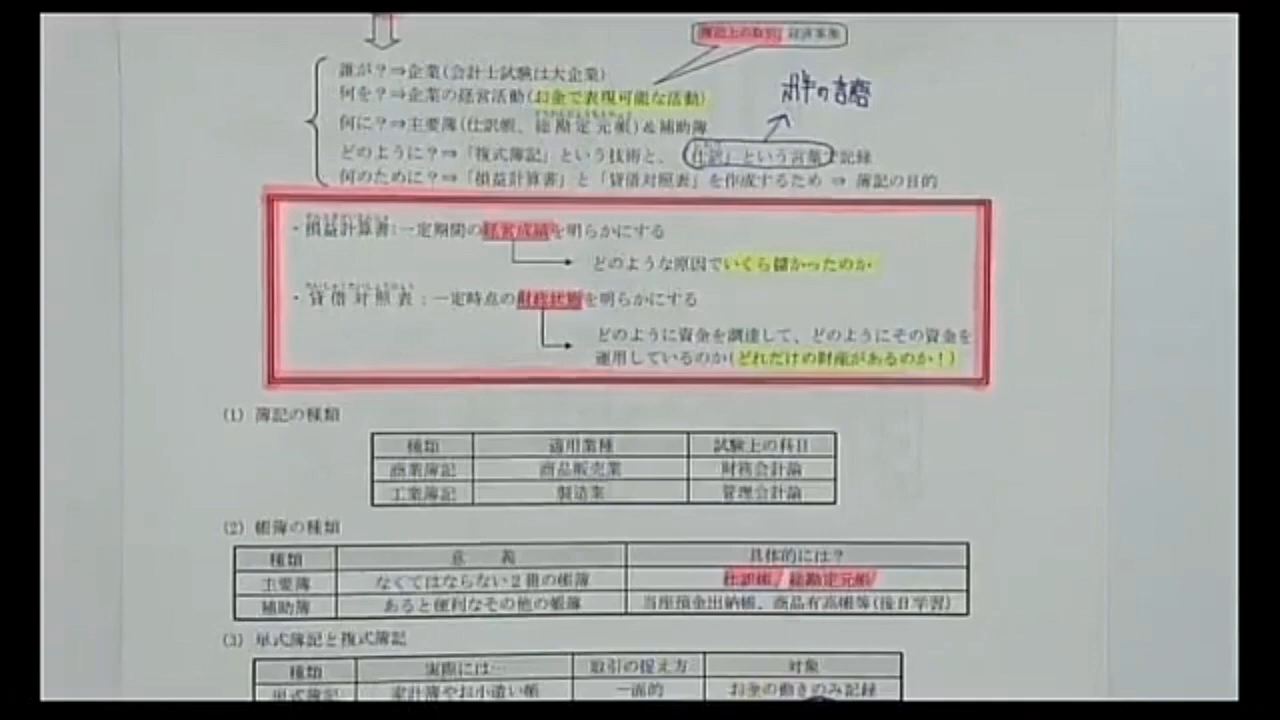 簿記上の取引 経済事象
誰が?⇒企業(会計士試験は大企業)
何を?⇒企業の経営活動(お金で表現可能な活動)
世界の言語
何に?⇒主要簿(仕訳帳、総勘定元帳)&補助簿
どのように?⇒「複式簿記」という技術と、「仕訳」という言葉で記録
何のために?⇒「損益計算書」と「貸借対照表」を作成するため ⇒ 簿記の目的
・損益計算書:一定期間の経営成績を明らかにする
どのような原因でいくら儲かったのか
・貸借対照表:一定時点の財政状態を明らかにする
どのように資金を調達して、どのようにその資金を
運用しているのか(どれだけの財産があるのか!)
(1) 簿記の種類
種類 適用業種 試験上の科目
商業簿記 商品販売業 財務会計論
工業簿記 製造業 管理会計論
(2) 帳簿の種類
種類 意 義 具体的には?
主要簿 なくてはならない2冊の帳簿 仕訳帳/総勘定元帳
補助簿 あると便利なその他の帳簿 当座預金出納帳、商品有高帳等(後日学習)
(3) 単式簿記と複式簿記
種類 実際には… 取引の捉え方 対象
単式簿記 家計簿やお小遣い帳 一面的 お金の動きのみ記録